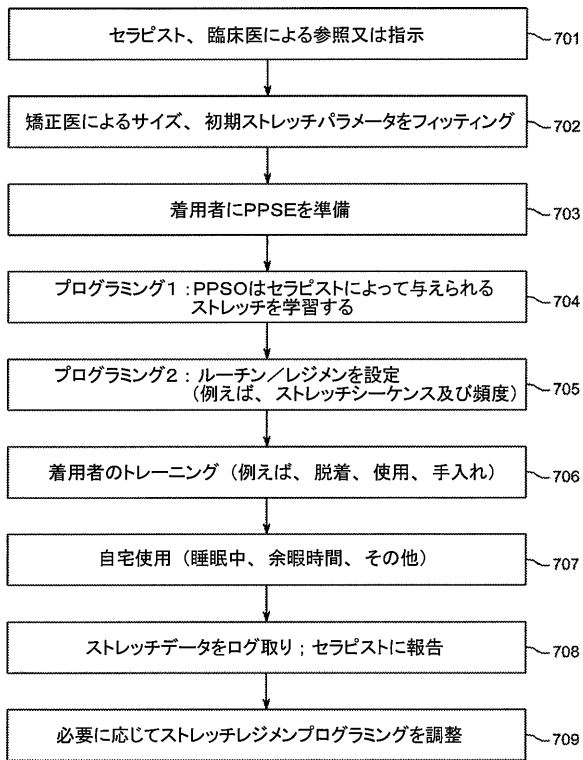 セラピスト、臨床医による参照又は指示
701
矯正医によるサイズ、初期ストレッチパラメータをフィッティング
702
着用者にPPSEを準備
703
プログラミング1:PPSOはセラピストによって与えられる
ストレッチを学習する
704
プログラミング2:ルーチン/レジメンを設定
(例えば、ストレッチシーケンス及び頻度)
705
着用者のトレーニング(例えば、脱着、使用、手入れ)
706
自宅使用(睡眠中、余暇時間、その他)
707
ストレッチデータをログ取り;セラピストに報告
708
必要に応じてストレッチレジメンプログラミングを調整
709